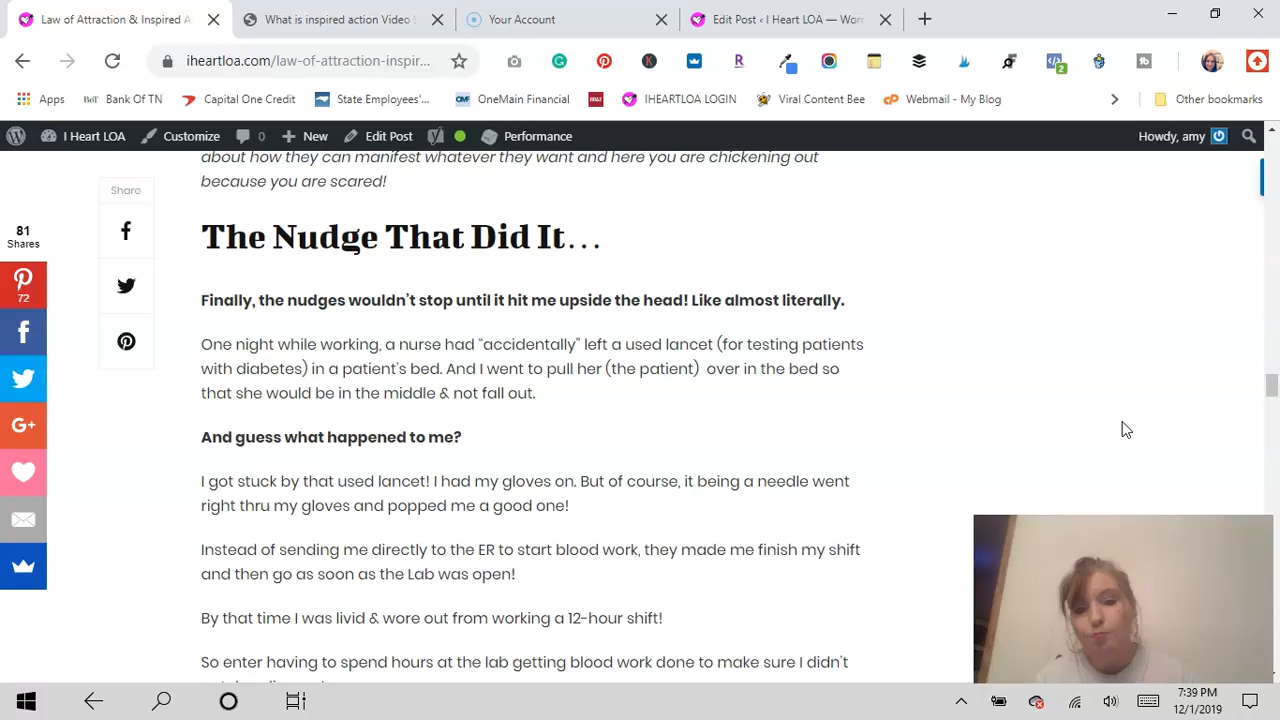 Law of Attraction & Inspired A
What is inspired action Video
Your Account
Edit Post ‹ I Heart LOA — Wor
iheartloa.com/law-of-attraction-inspir...
2
Apps
BoT Bank Of TN
Capital One Credit
State Employees'...
OMF OneMain Financial
IHEARTLOA LOGIN
Viral Content Bee
cP Webmail - My Blog
Other bookmarks
I Heart LOA
Customize
0
New
Edit Post
Performance
Howdy, amy
about how they can manifest whatever they want and here you are chickening out
because you are scared!
Share
81
Shares
72
G+
The Nudge That Did It…
Finally, the nudges wouldn't stop until it hit me upside the head! Like almost literally.
One night while working, a nurse had “accidentally” left a used lancet (for testing patients
with diabetes) in a patient's bed. And I went to pull her (the patient) over in the bed so
that she would be in the middle & not fall out.
And guess what happened to me?
I got stuck by that used lancet! I had my gloves on. But of course, it being a needle went
right thru my gloves and popped me a good one!
Instead of sending me directly to the ER to start blood work, they made me finish my shift
and then go as soon as the Lab was open!
By that time I was livid & wore out from working a 12-hour shift!
So enter having to spend hours at the lab getting blood work done to make sure I didn't
7:39 PM
12/1/2019